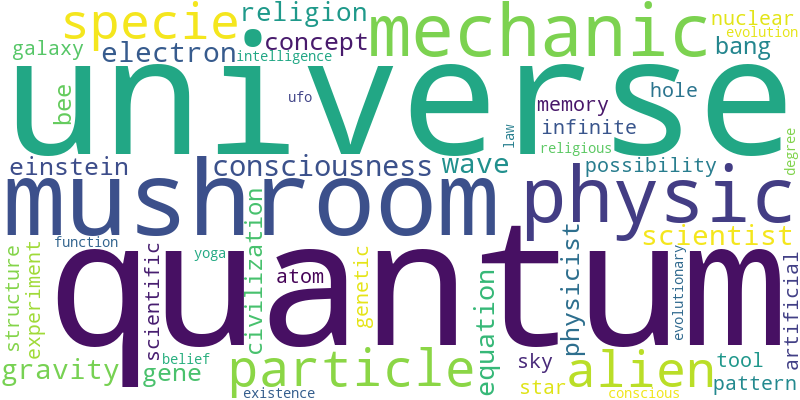 specie
religion
mechanic
nuclear
evolution
galaxy
electron
concept
bang
intelligence
universe
bee
ufo
memory
hole
infinite
law
religious
degree
einstein
consciousness
wave
possibility
mushroom
physic
quantum
civilization
scientist
structure
experiment
function
scientific
yoga
atom
genetic
equation
physicist
evolutionary
artificial
gravity
gene
belief
existence
particle
sky
star
alien
conscious
tool
pattern